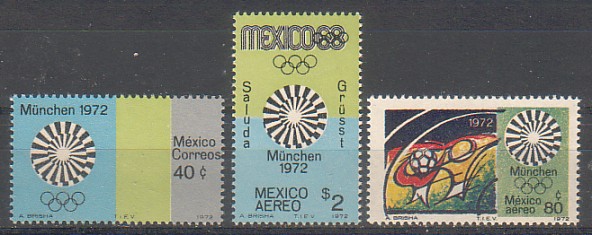 München 1972
México
Correos
40 ¢
A. BRISHA T.I.E.V. 1972
MEXICO68
Saluda
Grüsst
München
1972
MEXICO
AEREO $2
A. BRISHA T.I.E.V. 1972
1972
München
México
aéreo 80 ¢
A. BRISHA T.I.E.V. 1972